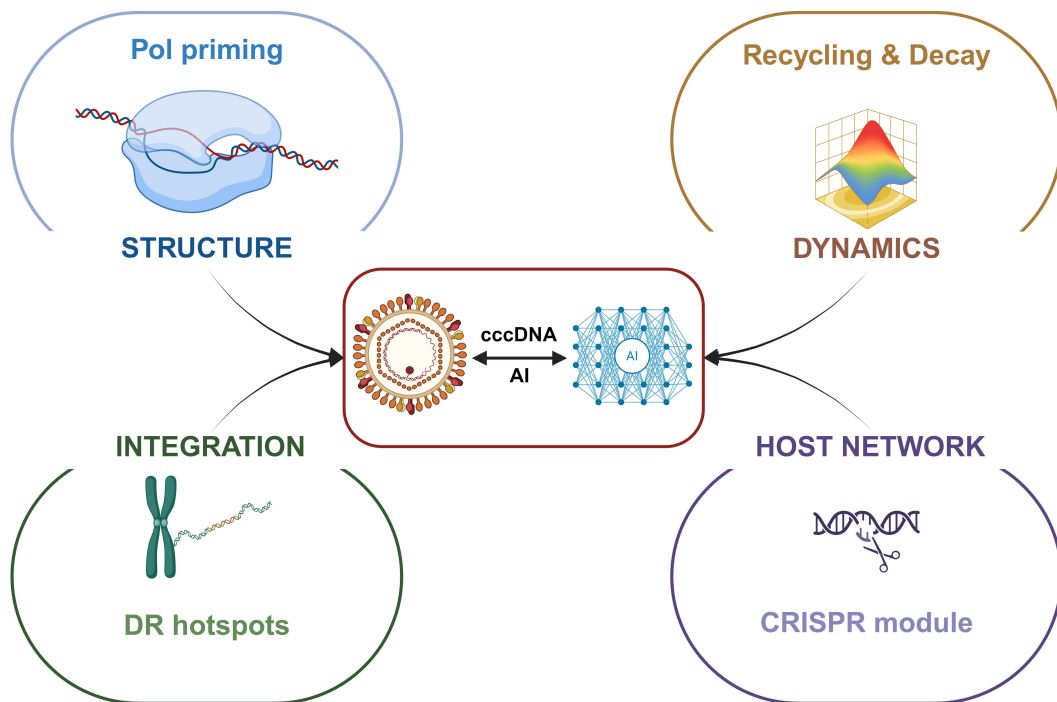 Pol priming
STRUCTURE
Recycling & Decay
DYNAMICS
cccDNA
AI
AI
INTEGRATION
DR hotspots
HOST NETWORK
CRISPR module